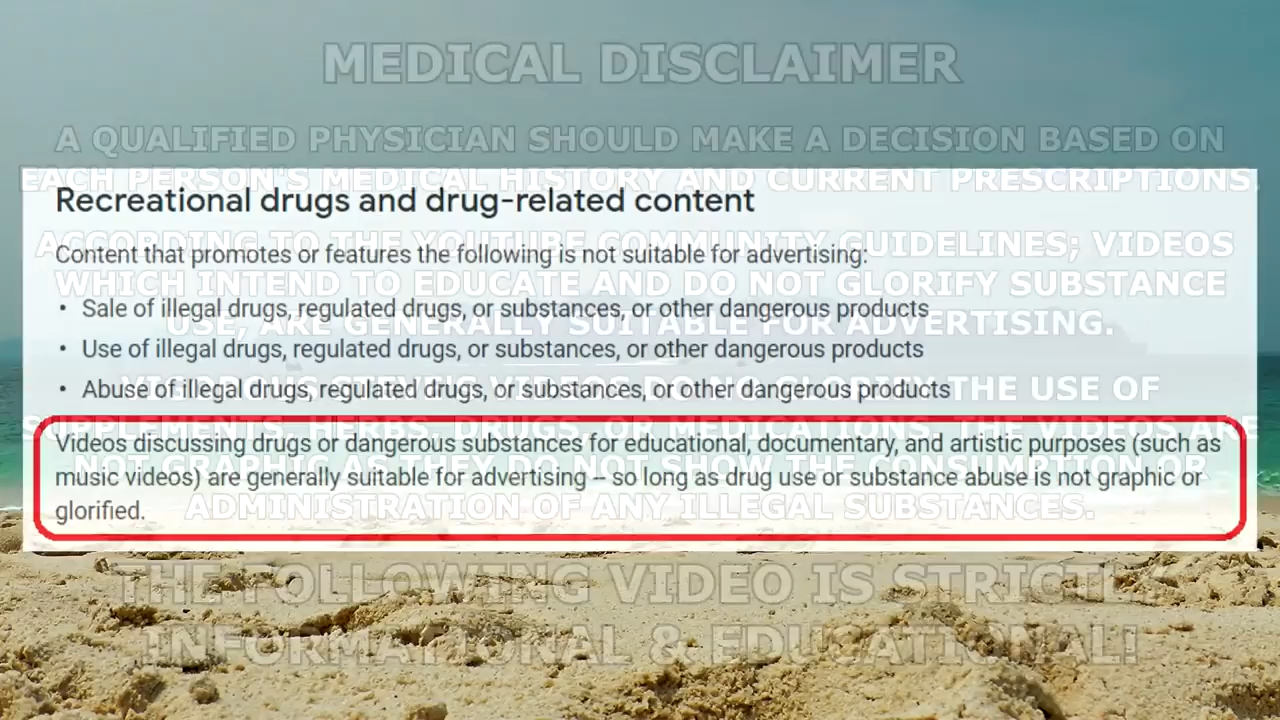 MEDICAL DISCLAIMER
A QUALIFIED PHYSICIAN SHOULD MAKE A DECISION BASED ON
EACH PERSON'S MEDICAL HISTORY AND CURRENT PRESCRIPTIONS.
ACCORDING TO THE YOUTUBE COMMUNITY GUIDELINES; VIDEOS
WHICH INTEND TO EDUCATE AND DO NOT GLORIFY SUBSTANCE
USE, ARE GENERALLY SUITABLE FOR ADVERTISING.
VIGOROUS STEVE'S VIDEOS DO NOT GLORIFY THE USE OF
SUPPLEMENTS, HERBS, DRUGS, OR MEDICATIONS. THE VIDEOS ARE
NOT GRAPHIC AS THEY DO NOT SHOW THE CONSUMPTION OR
ADMINISTRATION OF ANY ILLEGAL SUBSTANCES.
THE FOLLOWING VIDEO IS STRICTLY
INFORMATIONAL & EDUCATIONAL!
Recreational drugs and drug-related content
Content that promotes or features the following is not suitable for advertising:
• Sale of illegal drugs, regulated drugs, or substances, or other dangerous products
• Use of illegal drugs, regulated drugs, or substances, or other dangerous products
• Abuse of illegal drugs, regulated drugs, or substances, or other dangerous products
Videos discussing drugs or dangerous substances for educational, documentary, and artistic purposes (such as
music videos) are generally suitable for advertising – so long as drug use or substance abuse is not graphic or
glorified.